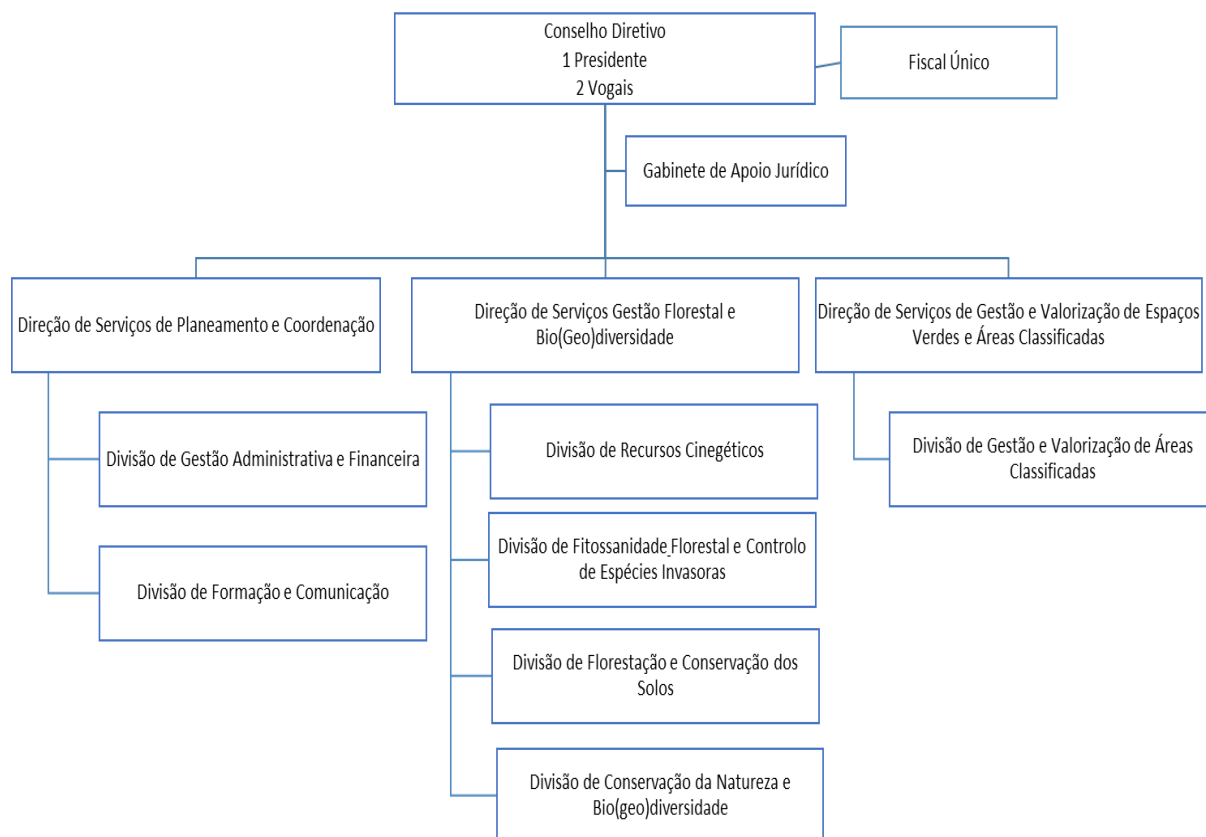 Conselho Diretivo
1 Presidente
2 Vogais
Fiscal Único
Gabinete de Apoio Jurídico
Direção de Serviços de Planeamento e Coordenação
Direção de Serviços Gestão Florestal e
Bio(Geo)diversidade
Direção de Serviços de Gestão e Valorização de Espaços
Verdes e Áreas Classificadas
Divisão de Gestão Administrativa e Financeira
Divisão de Formação e Comunicação
Divisão de Recursos Cinegéticos
Divisão de Fitossanidade Florestal e Controlo
de Espécies Invasoras
Divisão de Florestação e Conservação dos
Solos
Divisão de Conservação da Natureza e
Bio(geo)diversidade
Divisão de Gestão e Valorização de Áreas
Classificadas